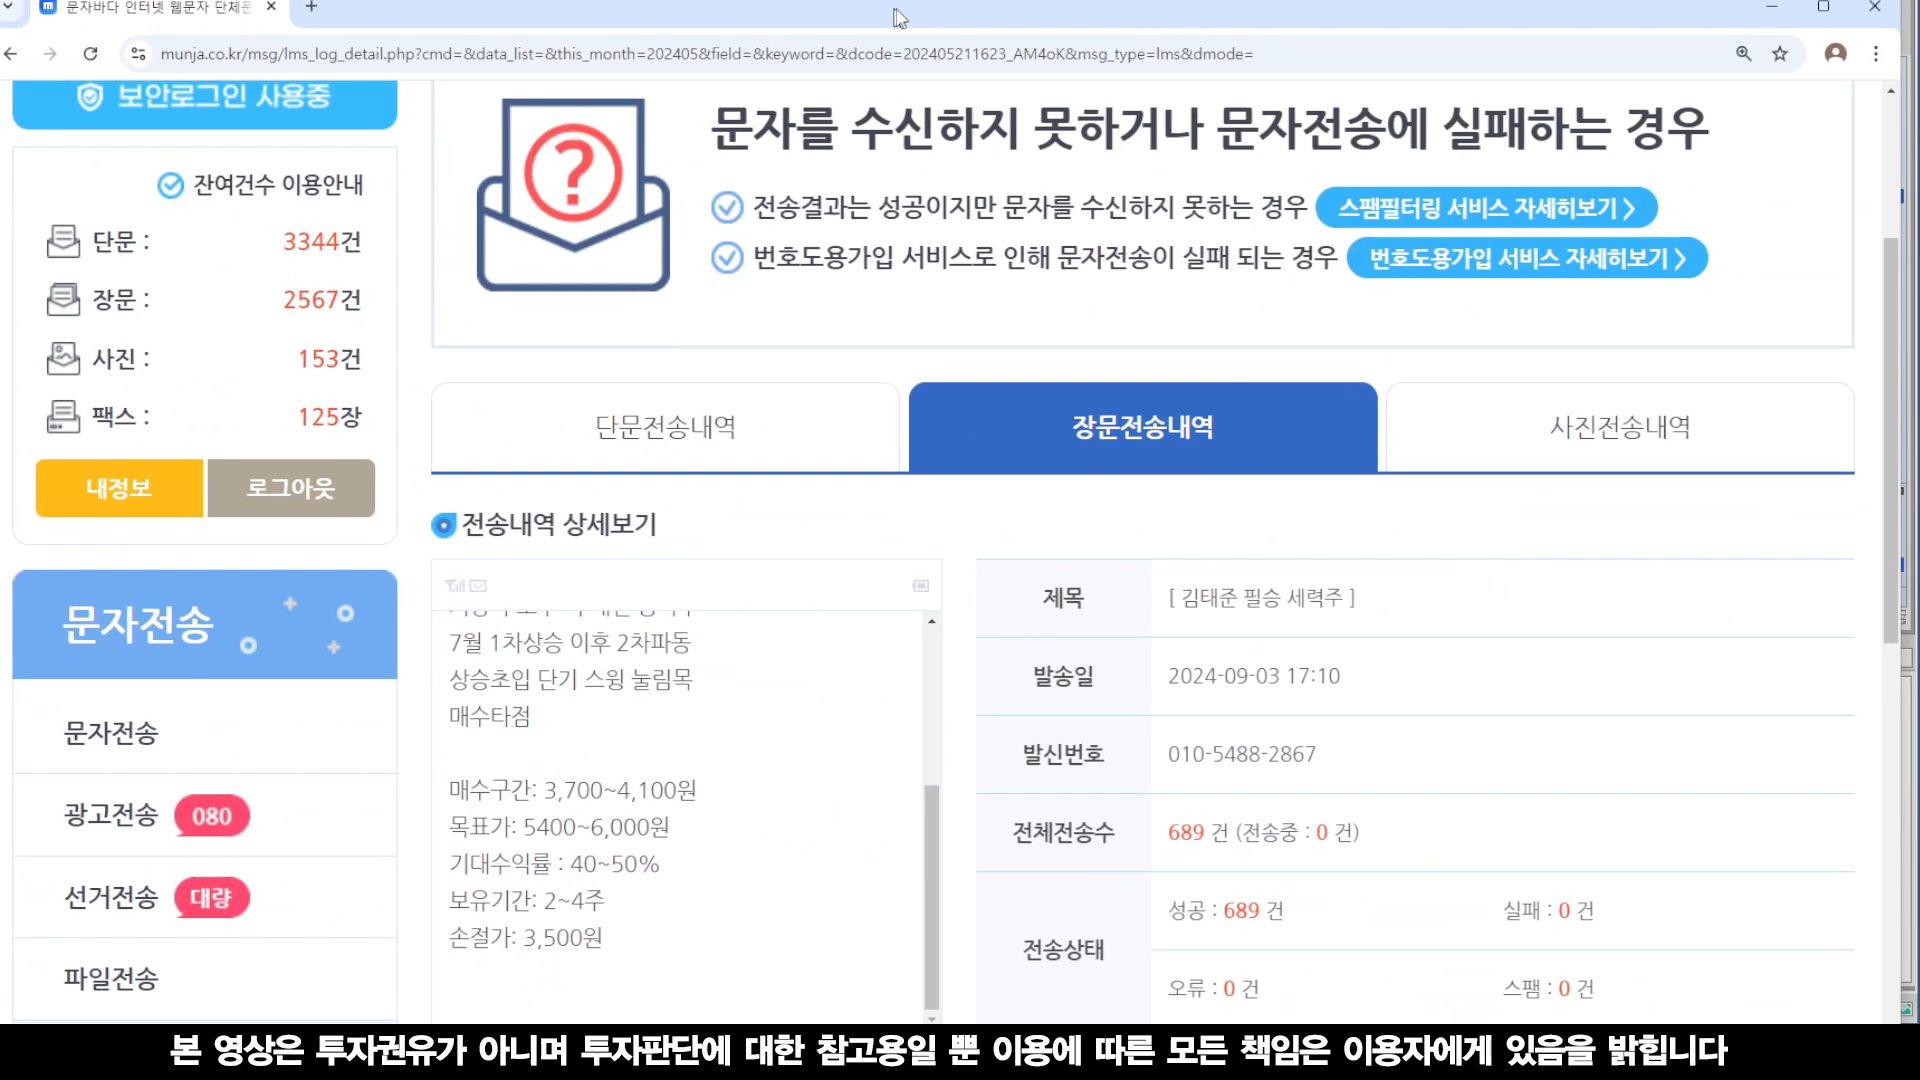 문자바다 인터넷 웹문자 단체문
munja.co.kr/msg/lms_log_detail.php?cmd=&data_list=&this_month=202405&field=&keyword=&dcode=202405211623_AM4oK&msg_type=lms&dmode=
보안로그인 사용중
잔여건수 이용안내
단문 : 3344건
장문 : 2567건
사진 : 153건
팩스 : 125장
내정보 로그아웃
문자전송
문자전송
광고전송 080
선거전송 대량
파일전송
문자를 수신하지 못하거나 문자전송에 실패하는 경우
전송결과는 성공이지만 문자를 수신하지 못하는 경우 스팸필터링 서비스 자세히보기 >
번호도용가입 서비스로 인해 문자전송이 실패 되는 경우 번호도용가입 서비스 자세히보기 >
단문전송내역 장문전송내역 사진전송내역
전송내역 상세보기
7월 1차상승 이후 2차파동
상승초입 단기 스윙 눌림목
매수타점
매수구간: 3,700~4,100원
목표가: 5400~6,000원
기대수익률 : 40~50%
보유기간: 2~4주
손절가: 3,500원
제목 [ 김태준 필승 세력주 ]
발송일 2024-09-03 17:10
발신번호 010-5488-2867
전체전송수 689 건 (전송중 : 0 건)
전송상태 성공 : 689 건 실패 : 0 건
오류 : 0 건 스팸 : 0 건
본 영상은 투자권유가 아니며 투자판단에 대한 참고용일 뿐 이용에 따른 모든 책임은 이용자에게 있음을 밝힙니다